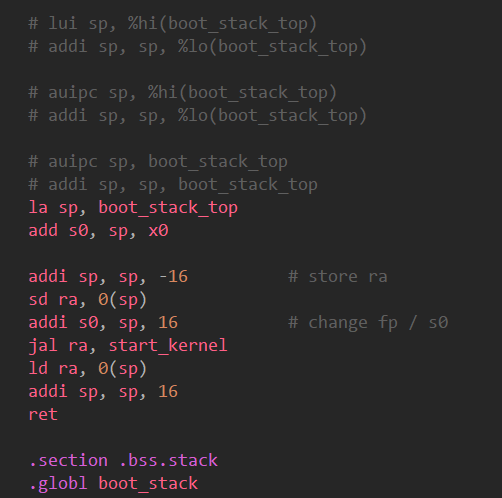 # lui sp, %hi(boot_stack_top)
# addi sp, sp, %lo(boot_stack_top)
# auipc sp, %hi(boot_stack_top)
# addi sp, sp, %lo(boot_stack_top)
# auipc sp, boot_stack_top
# addi sp, sp, boot_stack_top
la sp, boot_stack_top
add s0, sp, x0
addi sp, sp, -16 # store ra
sd ra, 0(sp)
addi s0, sp, 16 # change fp / s0
jal ra, start_kernel
ld ra, 0(sp)
addi sp, sp, 16
ret
.section .bss.stack
.globl boot_stack